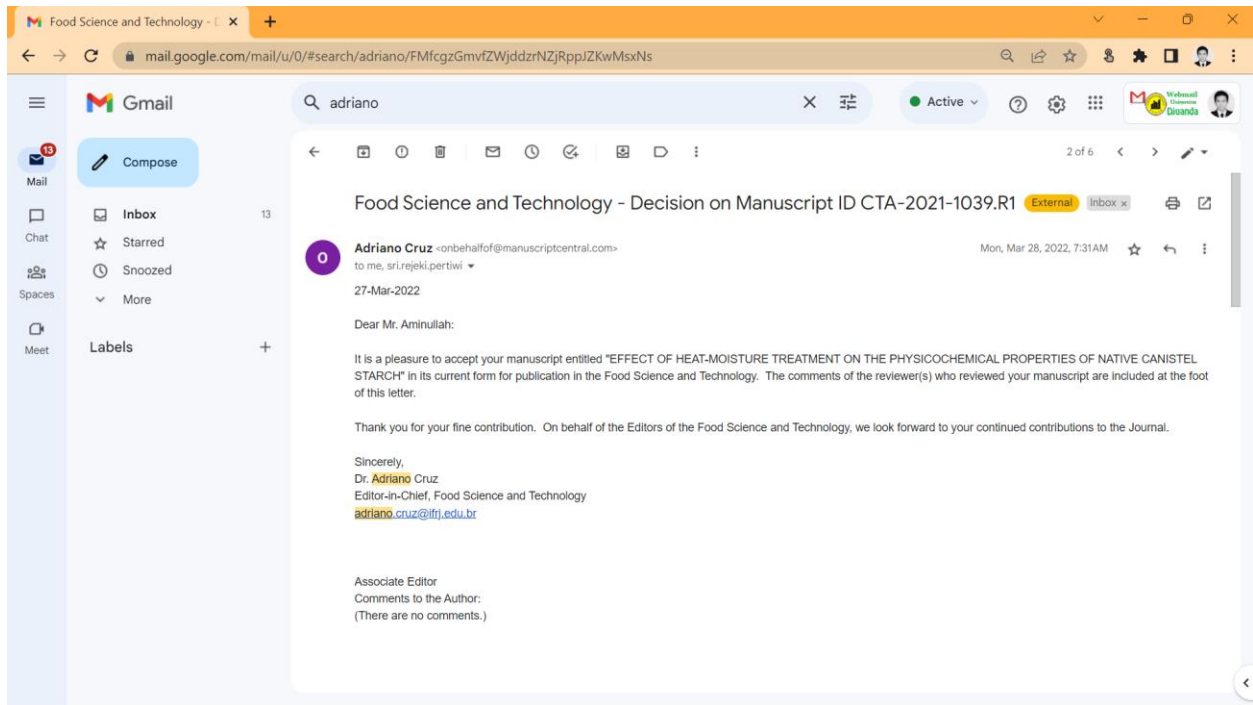 Food Science and Technology - D
mail.google.com/mail/u/0/#search/adriano/FMfcgzGmvfZWjddzrNZjRppJZKwMsxNs
Gmail
adriano
Active
Webmail
Universitas
Djuanda
13
Mail
Compose
2 of 6
Food Science and Technology - Decision on Manuscript ID CTA-2021-1039.R1 External Inbox x
Chat
Inbox 13
Starred
Adriano Cruz <onbehalfof@manuscriptcentral.com> Mon, Mar 28, 2022, 7:31AM
to me, sri.rejeki.pertiwi
Spaces
Snoozed
More
27-Mar-2022
Meet
Labels +
Dear Mr. Aminullah:
It is a pleasure to accept your manuscript entitled "EFFECT OF HEAT-MOISTURE TREATMENT ON THE PHYSICOCHEMICAL PROPERTIES OF NATIVE CANISTEL
STARCH" in its current form for publication in the Food Science and Technology. The comments of the reviewer(s) who reviewed your manuscript are included at the foot
of this letter.
Thank you for your fine contribution. On behalf of the Editors of the Food Science and Technology, we look forward to your continued contributions to the Journal.
Sincerely,
Dr. Adriano Cruz
Editor-in-Chief, Food Science and Technology
adriano.cruz@ifrj.edu.br
Associate Editor
Comments to the Author:
(There are no comments.)